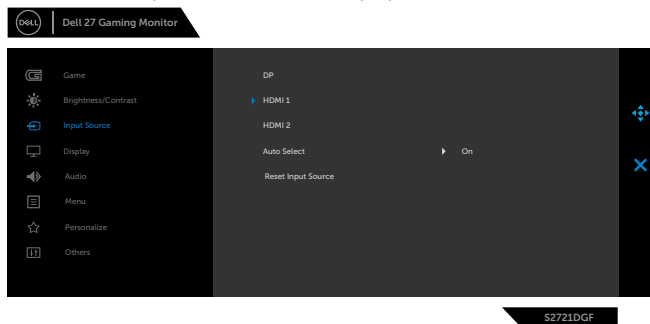 DELL
Dell 27 Gaming Monitor
Game
DP
Brightness/Contrast
HDMI 1
Input Source
HDMI 2
Display
Auto Select
On
Audio
Reset Input Source
Menu
Personalize
Others
S2721DGF